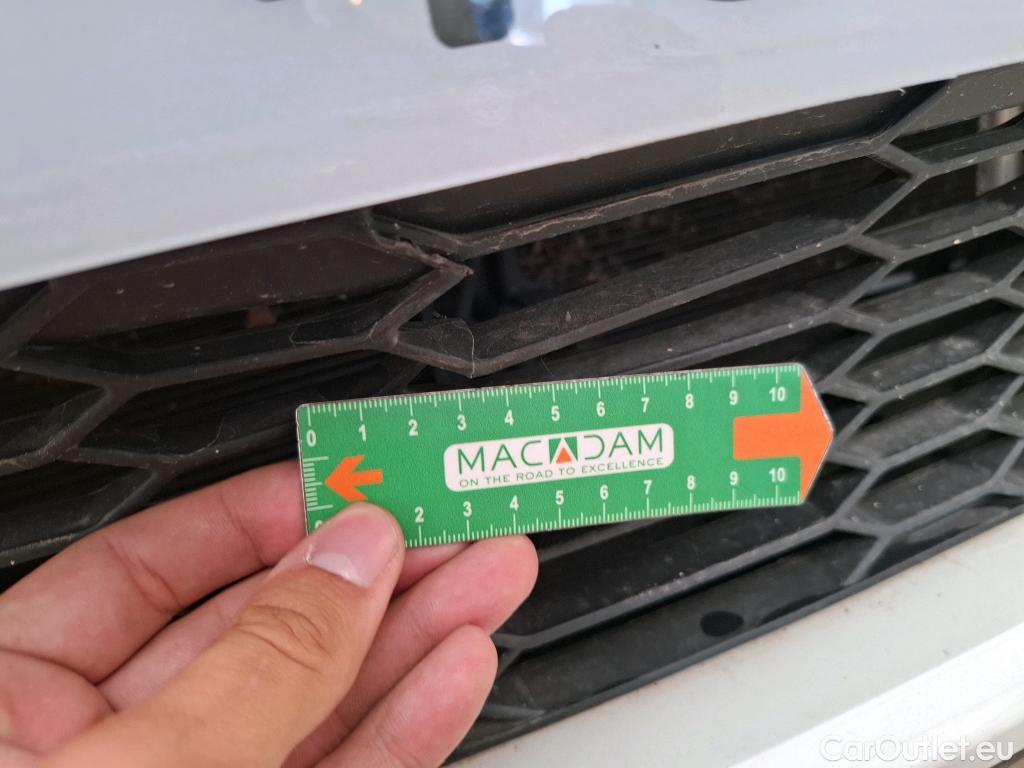 0 1 2 3 4 5 6 7 8 9 10
MACADAM
ON THE ROAD TO EXCELLENCE
2 3 4 5 6 7 8 9 10
CarOutlet.eu